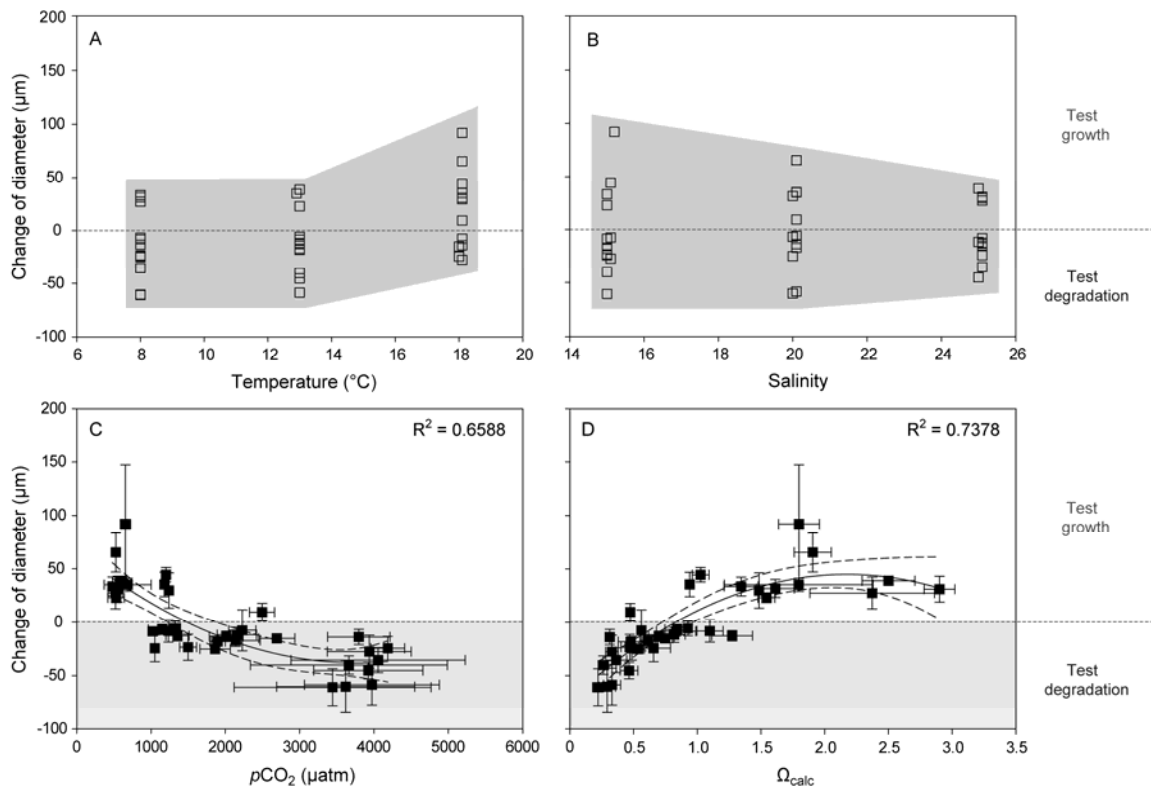 A
B
200
150
100
50
0
-50
-100
Change of diameter (µm)
6 8 10 12 14 16 18 20
Temperature (°C)
14 16 18 20 22 24 26
Salinity
Test
growth
Test
degradation
C
R² = 0.6588
D
R² = 0.7378
200
150
100
50
0
-50
-100
Change of diameter (µm)
0 1000 2000 3000 4000 5000 6000
pCO₂ (µatm)
0 0.5 1.0 1.5 2.0 2.5 3.0 3.5
Ωcalc
Test
growth
Test
degradation